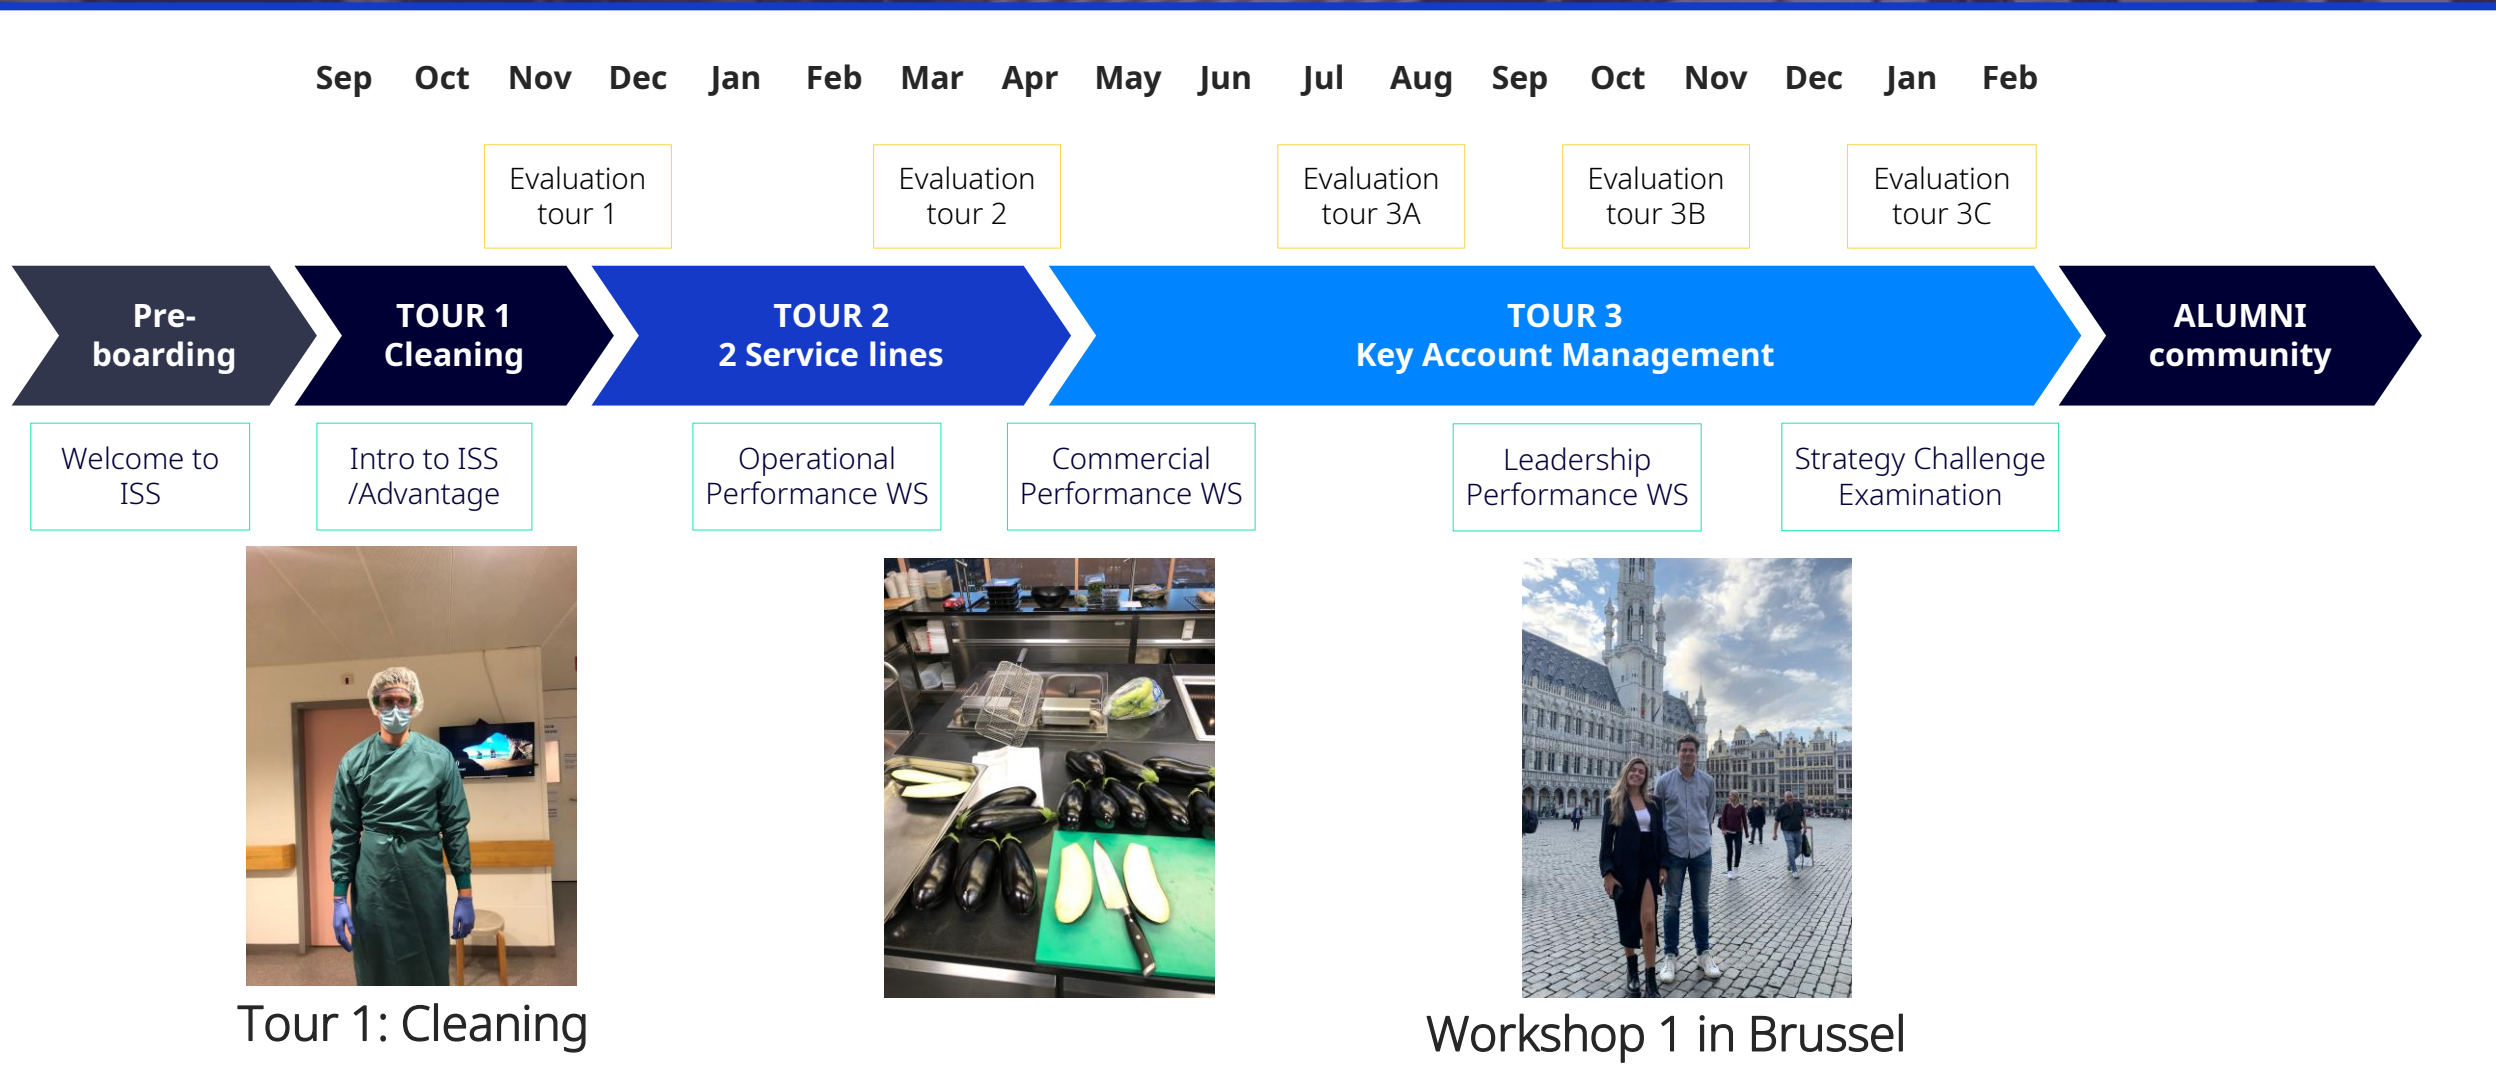 Sep Oct Nov Dec Jan Feb Mar Apr May Jun Jul Aug Sep Oct Nov Dec Jan Feb
Evaluation
tour 1
Evaluation
tour 2
Evaluation
tour 3A
Evaluation
tour 3B
Evaluation
tour 3C
Pre-
boarding
TOUR 1
Cleaning
TOUR 2
2 Service lines
TOUR 3
Key Account Management
ALUMNI
community
Welcome to
ISS
Intro to ISS
/Advantage
Operational
Performance WS
Commercial
Performance WS
Leadership
Performance WS
Strategy Challenge
Examination
Tour 1: Cleaning
Workshop 1 in Brussel